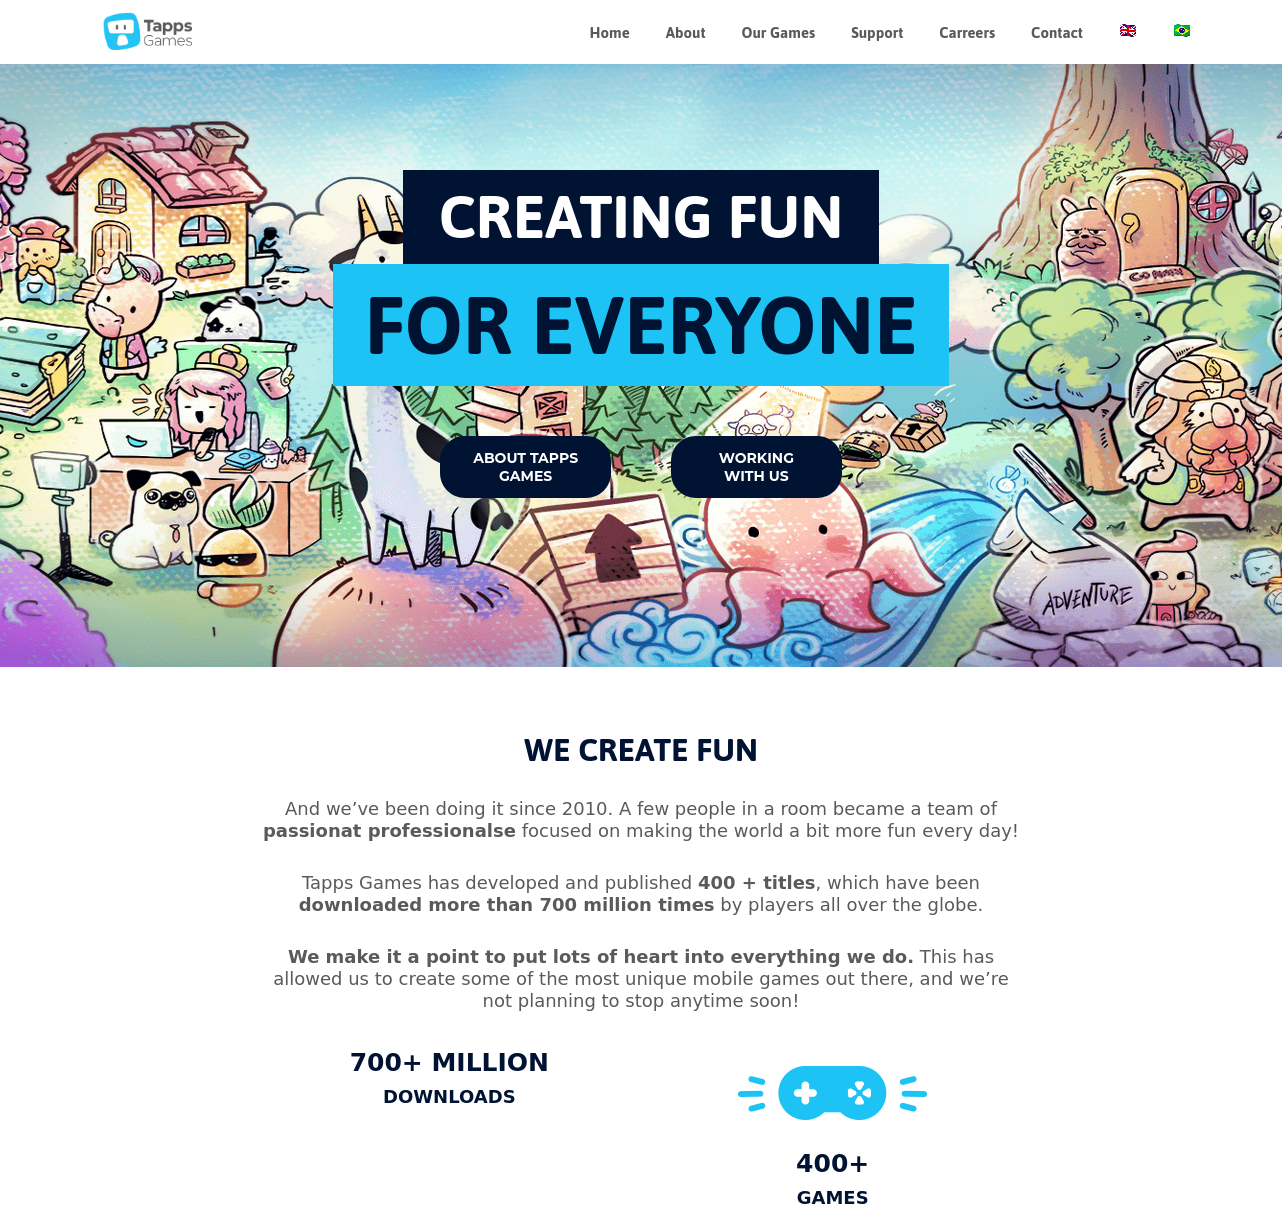 Tapps
Games
Home
About
Our Games
Support
Carreers
Contact
CREATING FUN
FOR EVERYONE
ABOUT TAPPS
GAMES
WORKING
WITH US
ADVENTURE
WE CREATE FUN
And we’ve been doing it since 2010. A few people in a room became a team of
passionat professionalse focused on making the world a bit more fun every day!
Tapps Games has developed and published 400 + titles, which have been
downloaded more than 700 million times by players all over the globe.
We make it a point to put lots of heart into everything we do. This has
allowed us to create some of the most unique mobile games out there, and we’re
not planning to stop anytime soon!
700+ MILLION
DOWNLOADS
400+
GAMES